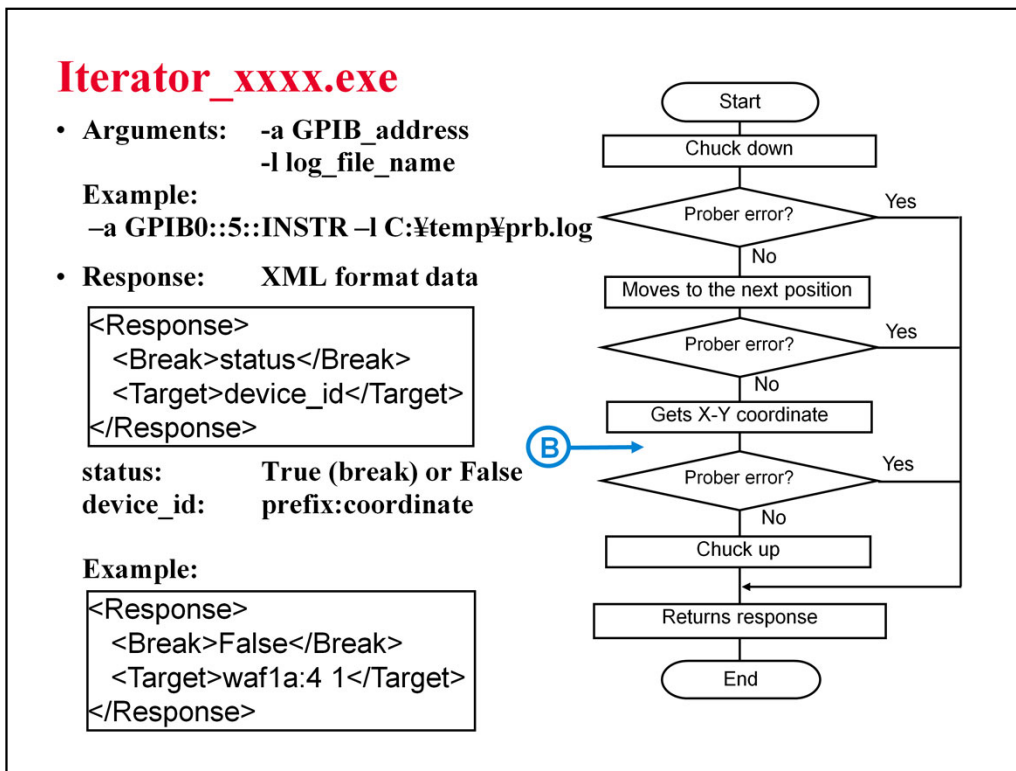 Iterator_xxxx.exe
• Arguments: -a GPIB_address
-l log_file_name
Example:
–a GPIB0::5::INSTR –l C:¥temp¥prb.log
• Response: XML format data
<Response>
<Break>status</Break>
<Target>device_id</Target>
</Response>
status: True (break) or False
device_id: prefix:coordinate
Example:
<Response>
<Break>False</Break>
<Target>waf1a:4 1</Target>
</Response>
Start
Chuck down
Prober error?
Yes
No
Moves to the next position
Prober error?
Yes
No
Gets X-Y coordinate
B
Prober error?
Yes
No
Chuck up
Returns response
End